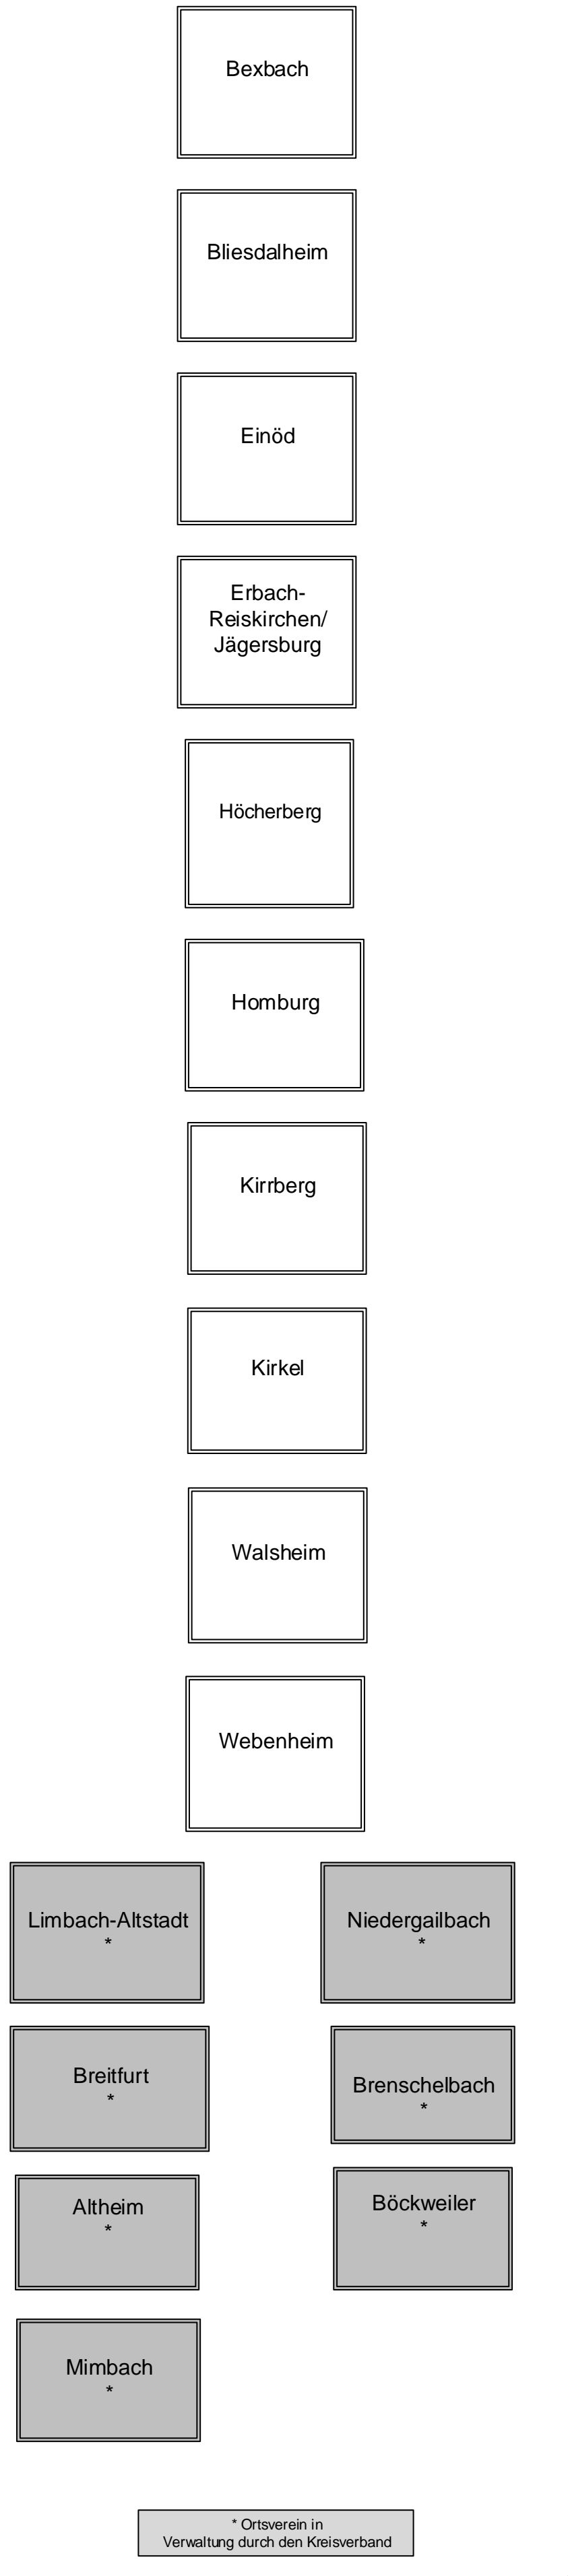 Bexbach
Bliesdalheim
Einöd
Erbach-
Reiskirchen/
Jägersburg
Höcherberg
Homburg
Kirrberg
Kirkel
Walsheim
Webenheim
Limbach-Altstadt
*
Niedergailbach
*
Breitfurt
*
Brenschelbach
*
Altheim
*
Böckweiler
*
Mimbach
*
* Ortsverein in
Verwaltung durch den Kreisverband